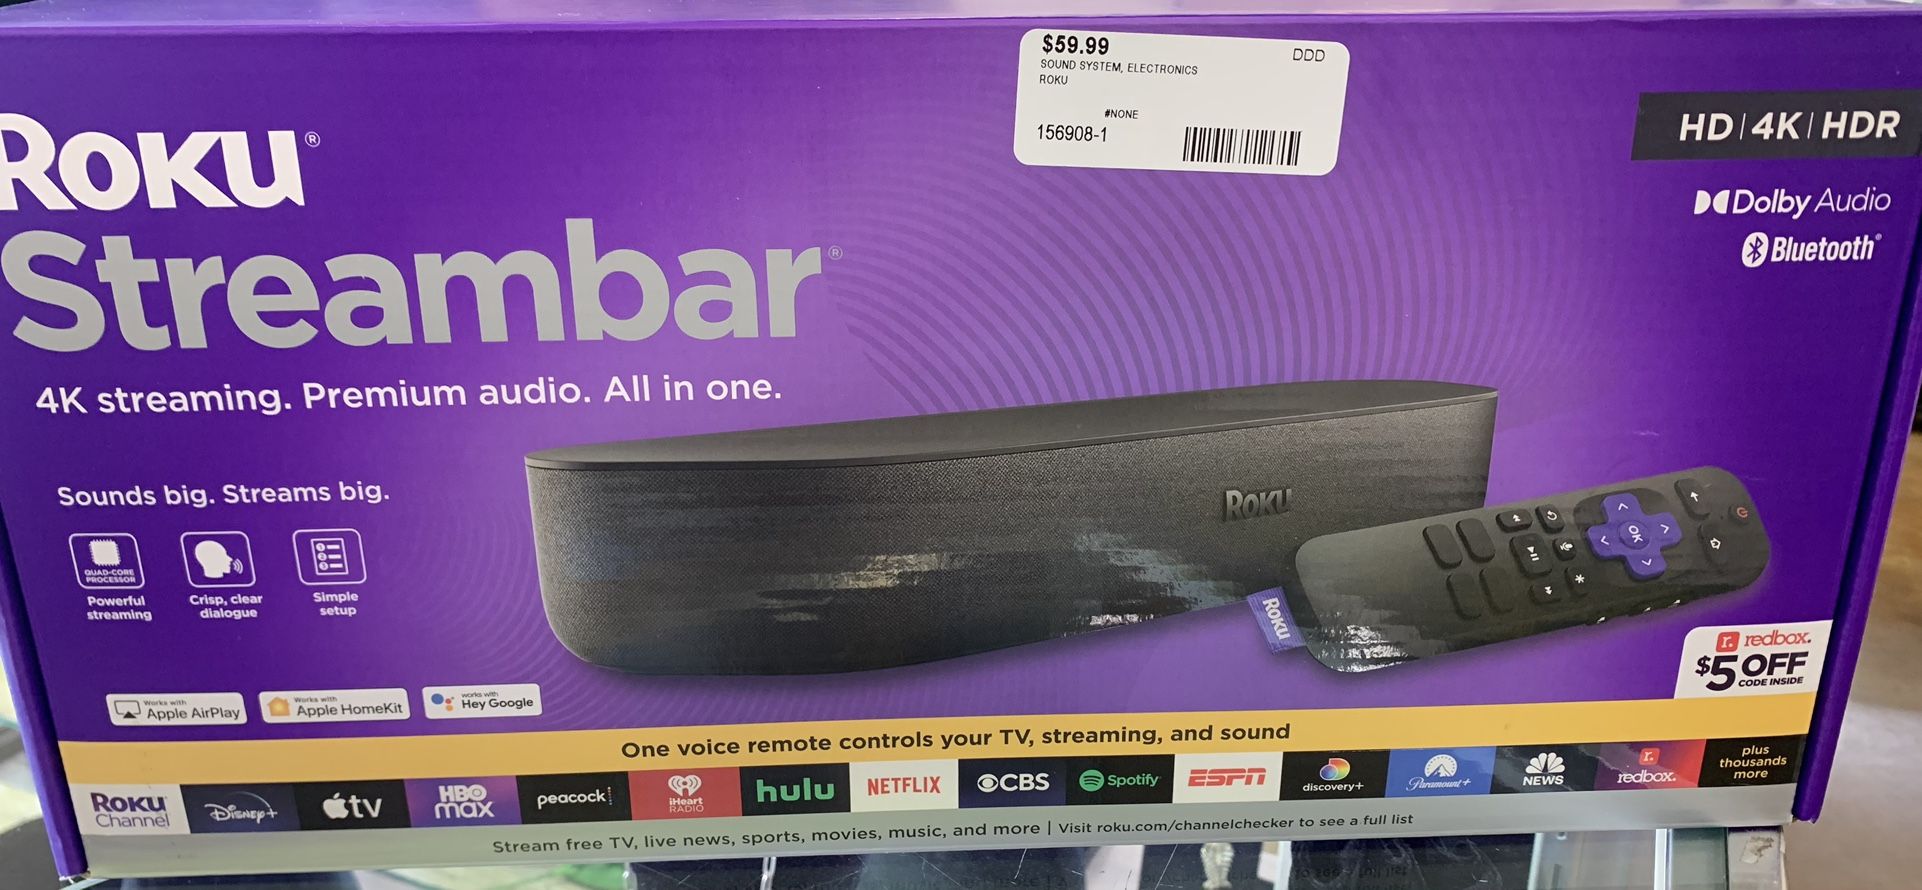 $59.99 DDD
SOUND SYSTEM, ELECTRONICS
ROKU
#NONE
156908-1
HD | 4K | HDR
Dolby Audio
Bluetooth®
ROKU®
Streambar®
4K streaming. Premium audio. All in one.
Sounds big. Streams big.
QUAD-CORE
PROCESSOR
Powerful
streaming
Crisp, clear
dialogue
Simple
setup
ROKU
OK
ROKU
r. redbox.
$5 OFF
CODE INSIDE
Works with
Apple AirPlay
Works with
Apple HomeKit
works with
Hey Google
One voice remote controls your TV, streaming, and sound
ROKU
Channel
Disney+
tv
HBO
max
peacock
iHeart
RADIO
hulu
NETFLIX
CBS
Spotify
ESPN
discovery+
Paramount+
NBC NEWS
r.
redbox.
plus
thousands
more
Stream free TV, live news, sports, movies, music, and more | Visit roku.com/channelchecker to see a full list